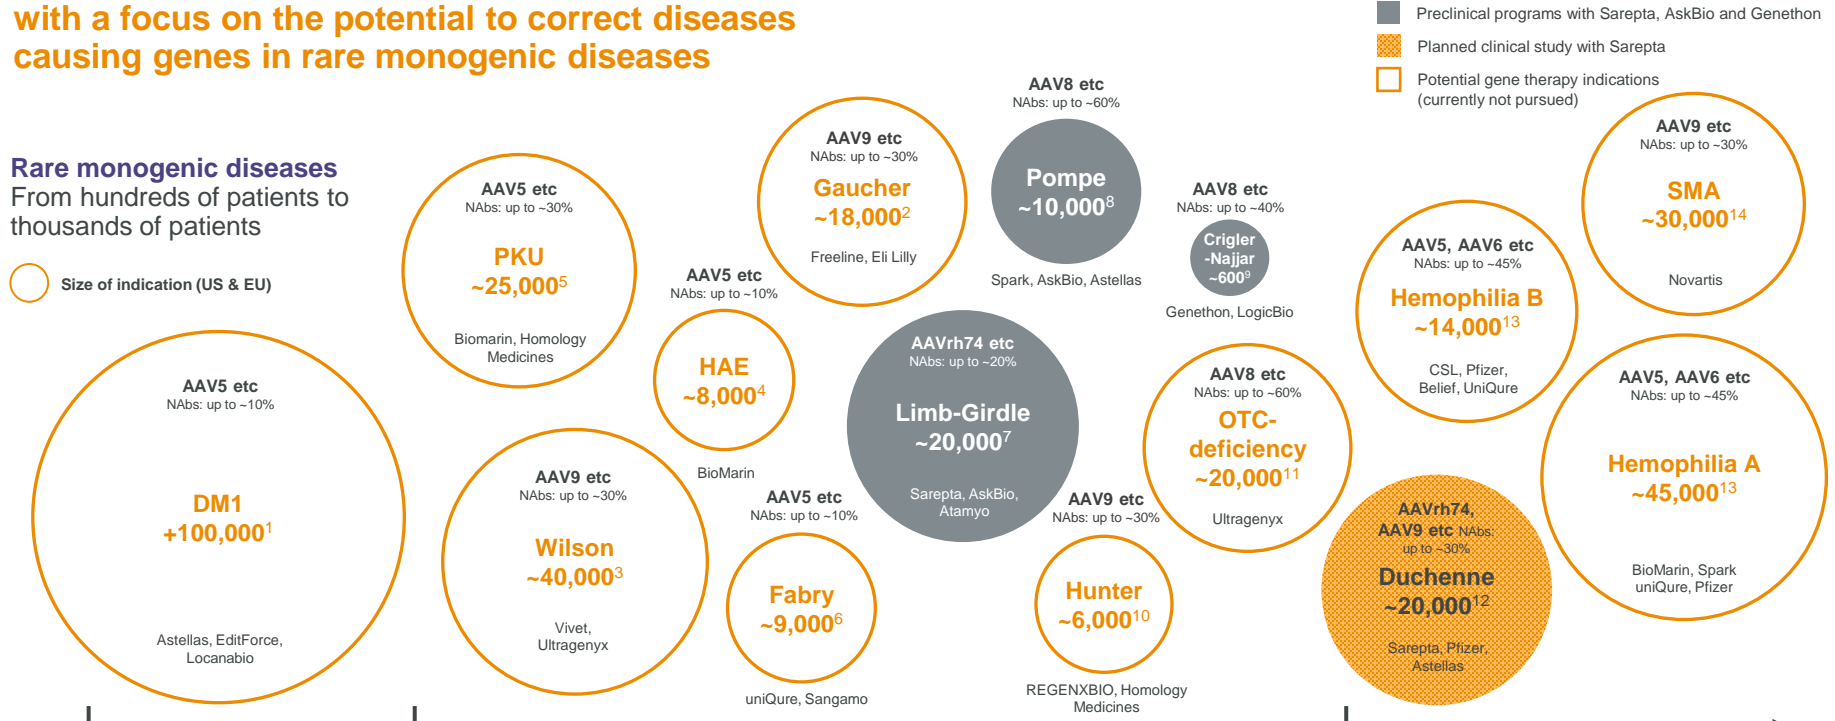 with a focus on the potential to correct diseases
causing genes in rare monogenic diseases
Preclinical programs with Sarepta, AskBio and Genethon
Planned clinical study with Sarepta
Potential gene therapy indications
(currently not pursued)
Rare monogenic diseases
From hundreds of patients to
thousands of patients
Size of indication (US & EU)
AAV5 etc
NAbs: up to ~10%
DM1
+100,000¹
Astellas, EditForce,
Locanabio
AAV5 etc
NAbs: up to ~30%
PKU
~25,000⁵
Biomarin, Homology
Medicines
AAV9 etc
NAbs: up to ~30%
Wilson
~40,000³
Vivet,
Ultragenyx
AAV5 etc
NAbs: up to ~10%
HAE
~8,000⁴
BioMarin
AAV5 etc
NAbs: up to ~10%
Fabry
~9,000⁶
uniQure, Sangamo
AAV9 etc
NAbs: up to ~30%
Gaucher
~18,000²
Freeline, Eli Lilly
AAVrh74 etc
NAbs: up to ~20%
Limb-Girdle
~20,000⁷
Sarepta, AskBio,
Atamyo
AAV8 etc
NAbs: up to ~60%
Pompe
~10,000⁸
Spark, AskBio, Astellas
AAV8 etc
NAbs: up to ~40%
Crigler
-Najjar
~600⁹
Genethon, LogicBio
AAV9 etc
NAbs: up to ~30%
Hunter
~6,000¹⁰
REGENXBIO, Homology
Medicines
AAV8 etc
NAbs: up to ~60%
OTC-
deficiency
~20,000¹¹
Ultragenyx
AAVrh74,
AAV9 etc NAbs:
up to ~30%
Duchenne
~20,000¹²
Sarepta, Pfizer,
Astellas
AAV5, AAV6 etc
NAbs: up to ~45%
Hemophilia B
~14,000¹³
CSL, Pfizer,
Belief, UniQure
AAV9 etc
NAbs: up to ~30%
SMA
~30,000¹⁴
Novartis
AAV5, AAV6 etc
NAbs: up to ~45%
Hemophilia A
~45,000¹³
BioMarin, Spark
uniQure, Pfizer